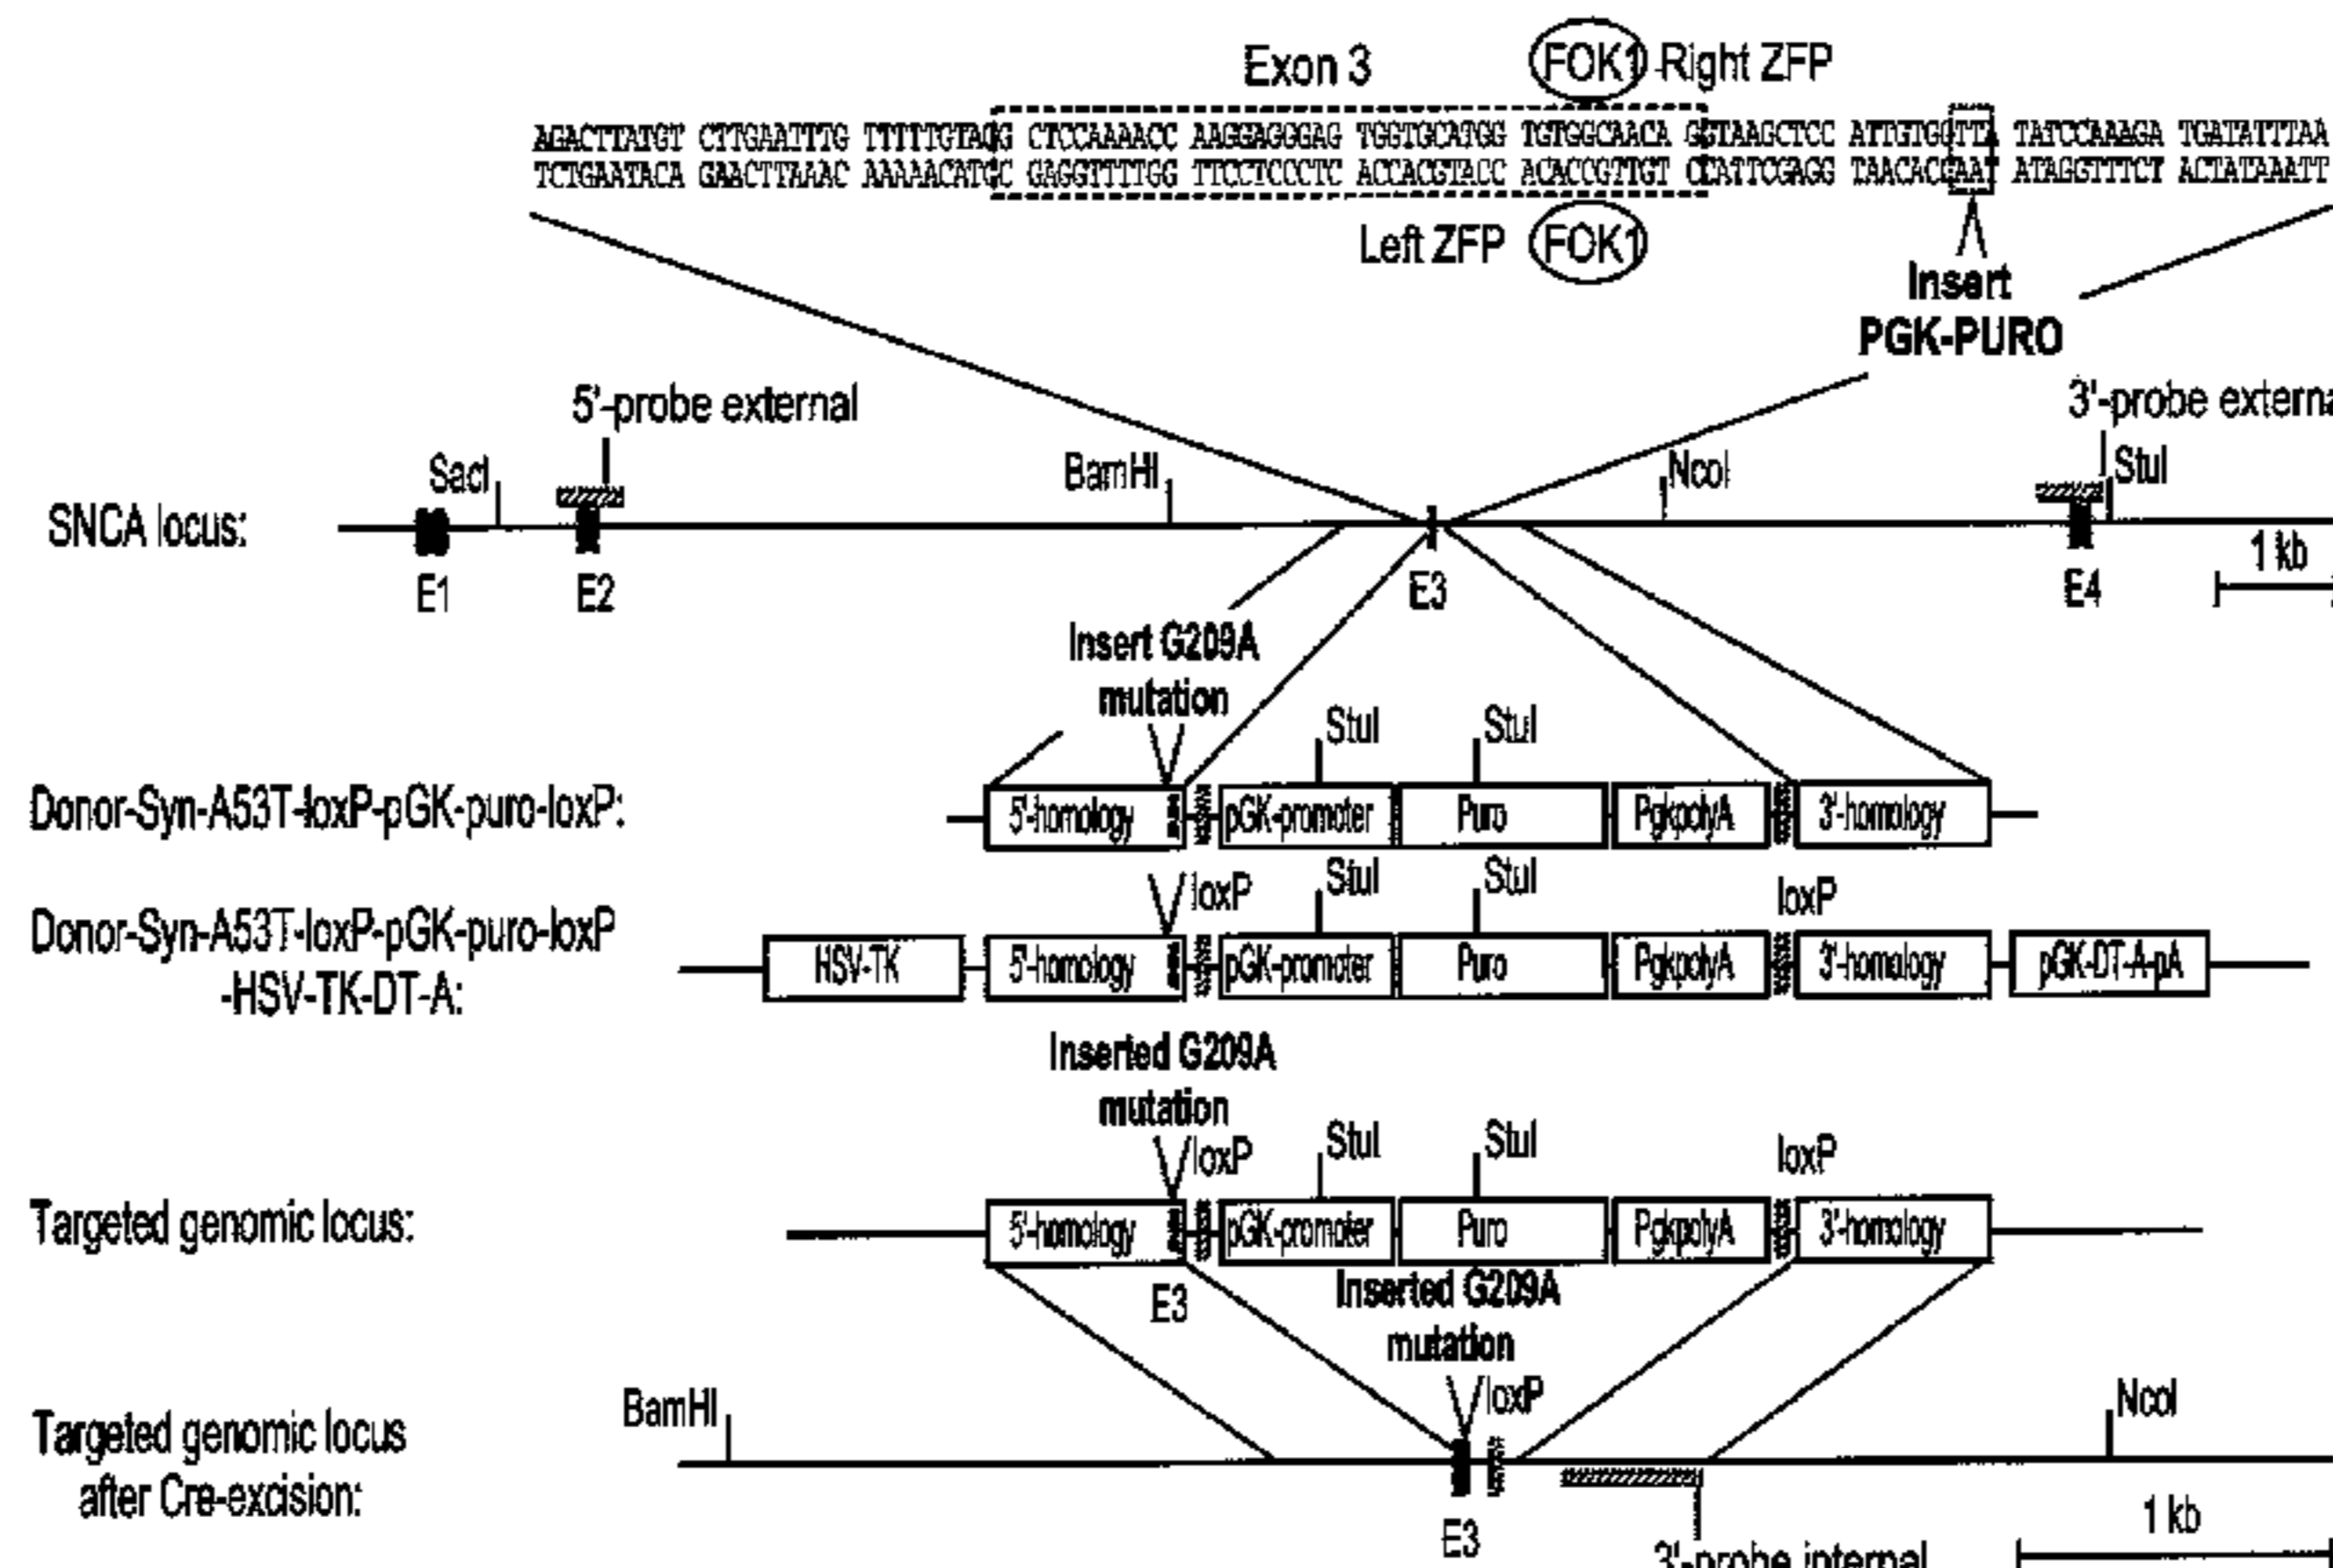 Exon 3 FOK1 Right ZFP
AGACTTATGT CTTGAATTTG TTTTTGTAGG CTCCAAAACC AAGGAGGGAG TGGTGCATGG TGTGGCAACA GGTAAGCTCC ATTGTGGTTA TATCCAAAGA TGATATTTAA
TCTGAATACA GAACTTAAAC AAAAACATCC GAGGTTTTGG TTCCTCCCTC ACCACGTACC ACACCGTTGT CCATTCGAGG TAACACCAAT ATAGGTTTCT ACTATAAATT
Left ZFP FOK1
Insert
PGK-PURO
5'-probe external 3'-probe externa
SacI BamHI NcoI StuI
SNCA locus:
1 kb
E1 E2 E3 E4
Insert G209A
mutation
StuI StuI
Donor-Syn-A53T-loxP-pGK-puro-loxP: 5'-homology pGK-promoter Puro PgkpolyA 3'-homology
loxP StuI StuI loxP
Donor-Syn-A53T-loxP-pGK-puro-loxP
-HSV-TK-DT-A:
HSV-TK 5'-homology pGK-promoter Puro PgkpolyA 3'-homology pGK-DT-A-pA
Inserted G209A
mutation
loxP StuI StuI loxP
Targeted genomic locus: 5'-homology pGK-promoter Puro PgkpolyA 3'-homology
E3
Inserted G209A
mutation
BamHI loxP NcoI
Targeted genomic locus
after Cre-excision:
E3 1 kb
3'-probe internal